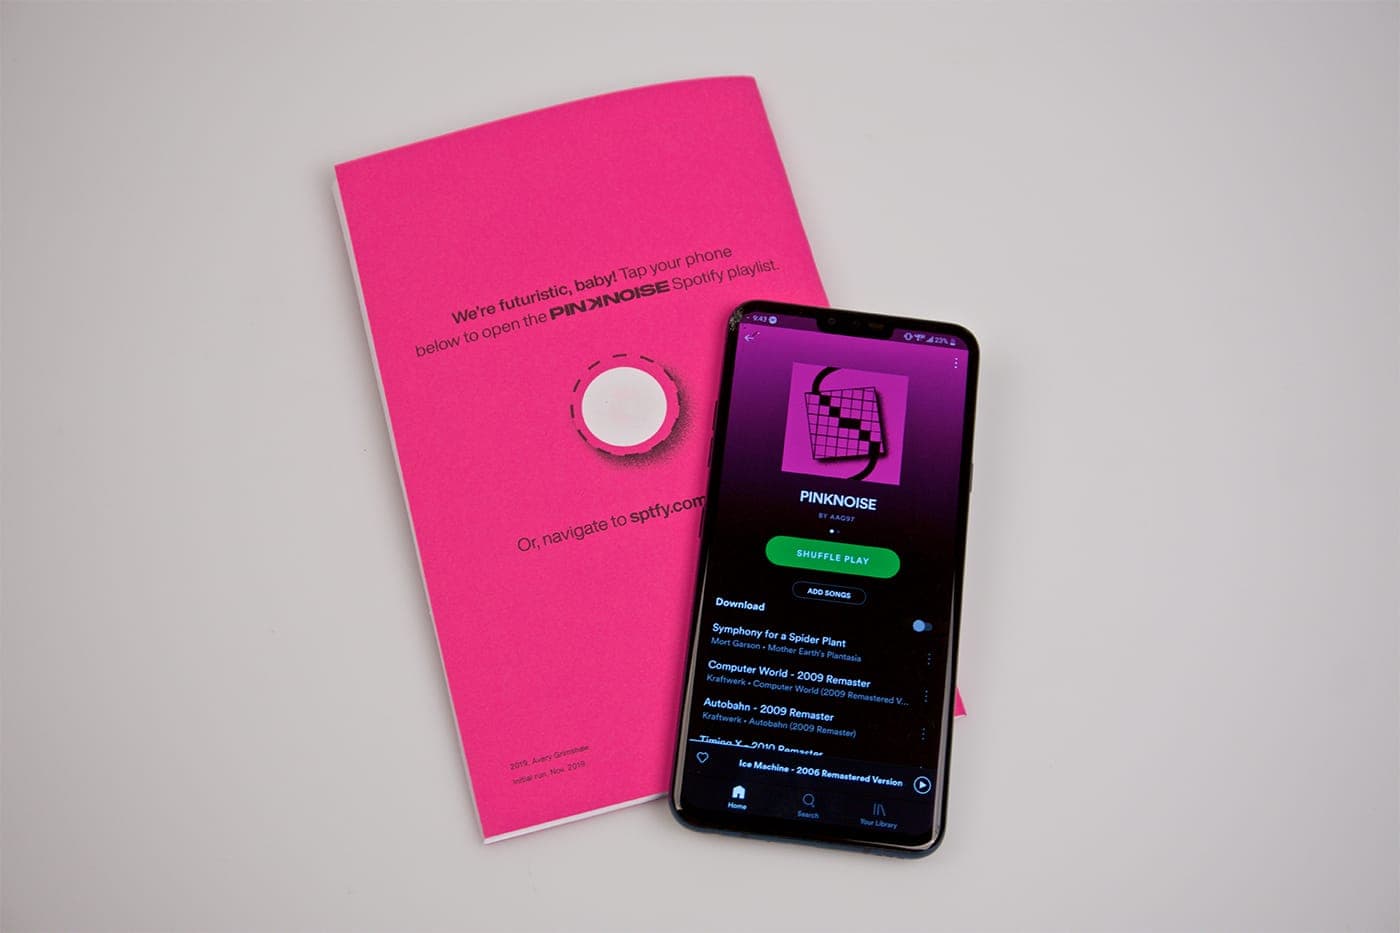 We're futuristic, baby! Tap your phone
below to open the PINKNOISE Spotify playlist.
Or, navigate to sptfy.com
2019, Avery Grimshaw
Initial run, Nov. 2019
9:43
23%
PINKNOISE
BY AAG97
SHUFFLE PLAY
ADD SONGS
Download
Symphony for a Spider Plant
Mort Garson • Mother Earth's Plantasia
Computer World - 2009 Remaster
Kraftwerk • Computer World (2009 Remastered V...
Autobahn - 2009 Remaster
Kraftwerk • Autobahn (2009 Remaster)
Timing X - 2010 Remaster
Ice Machine - 2006 Remastered Version
Home
Search
Your Library